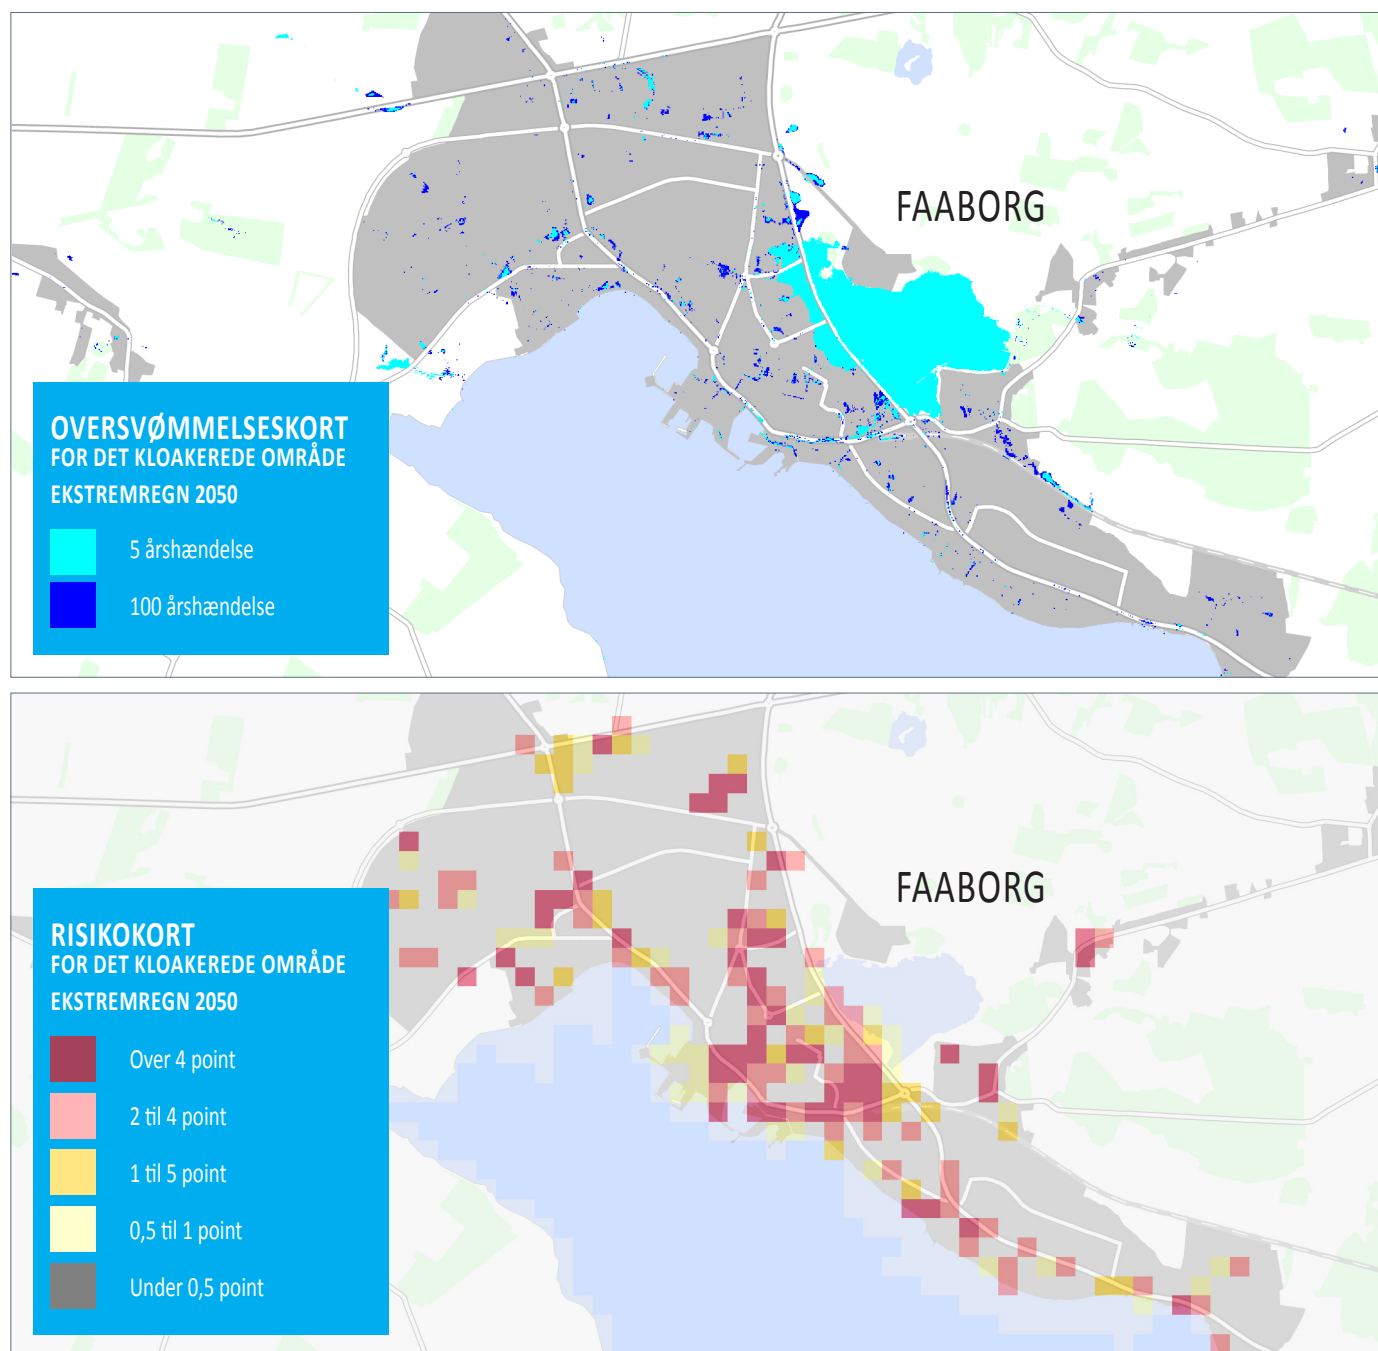 FAABORG
OVERSVØMMELSESKORT
FOR DET KLOAKEREDE OMRÅDE
EKSTREMREGN 2050
5 årshændelse
100 årshændelse
FAABORG
RISIKOKORT
FOR DET KLOAKEREDE OMRÅDE
EKSTREMREGN 2050
Over 4 point
2 til 4 point
1 til 5 point
0,5 til 1 point
Under 0,5 point